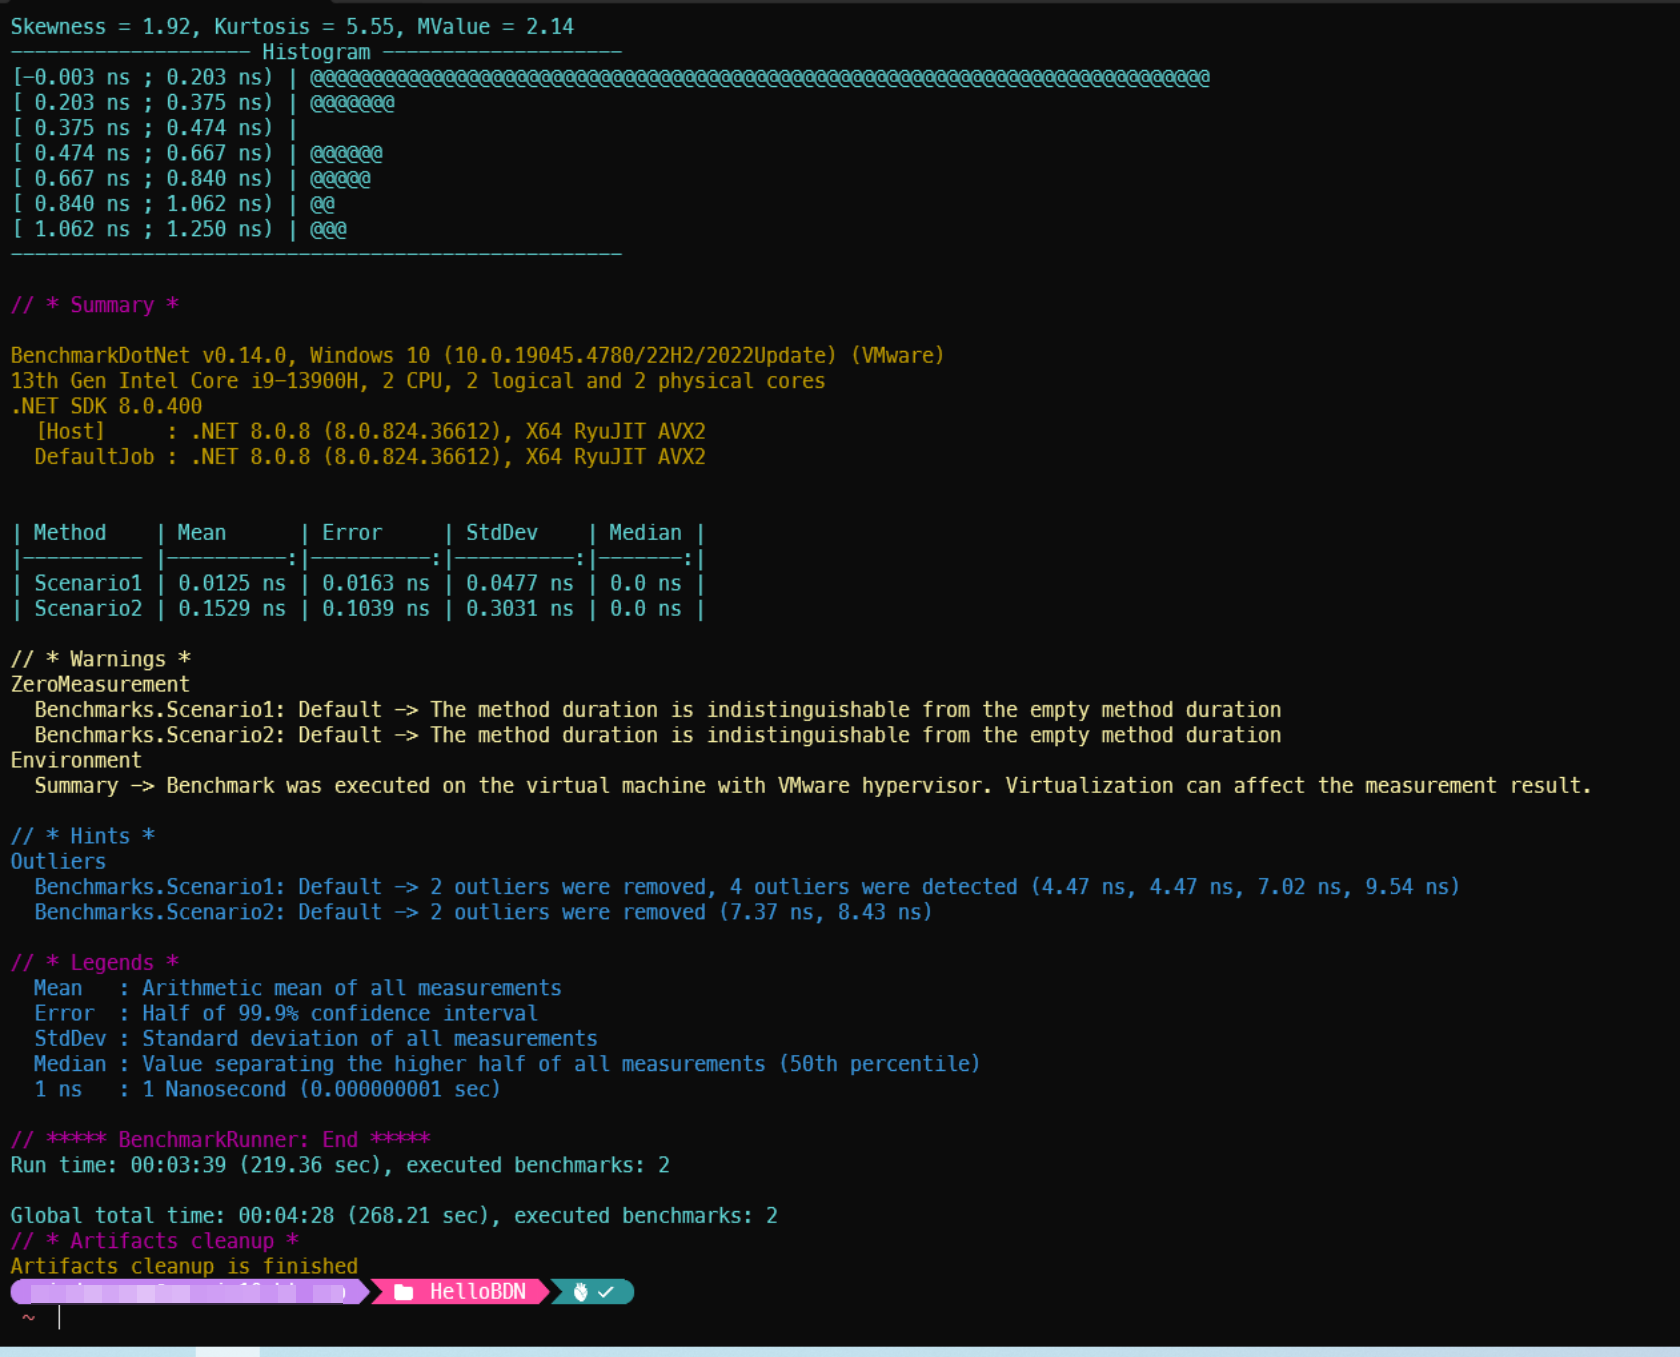 Skewness = 1.92, Kurtosis = 5.55, MValue = 2.14
-------------------- Histogram --------------------
[-0.003 ns ; 0.203 ns) | @@@@@@@@@@@@@@@@@@@@@@@@@@@@@@@@@@@@@@@@@@@@@@@@@@@@@@@@@@@@@@@@@@@@@@@@@@@
[ 0.203 ns ; 0.375 ns) | @@@@@@@
[ 0.375 ns ; 0.474 ns) |
[ 0.474 ns ; 0.667 ns) | @@@@@@
[ 0.667 ns ; 0.840 ns) | @@@@@
[ 0.840 ns ; 1.062 ns) | @@
[ 1.062 ns ; 1.250 ns) | @@@
---------------------------------------------------
// * Summary *
BenchmarkDotNet v0.14.0, Windows 10 (10.0.19045.4780/22H2/2022Update) (VMware)
13th Gen Intel Core i9-13900H, 2 CPU, 2 logical and 2 physical cores
.NET SDK 8.0.400
  [Host]     : .NET 8.0.8 (8.0.824.36612), X64 RyuJIT AVX2
  DefaultJob : .NET 8.0.8 (8.0.824.36612), X64 RyuJIT AVX2
| Method    | Mean      | Error     | StdDev    | Median |
|---------- |----------:|----------:|----------:|-------:|
| Scenario1 | 0.0125 ns | 0.0163 ns | 0.0477 ns | 0.0 ns |
| Scenario2 | 0.1529 ns | 0.1039 ns | 0.3031 ns | 0.0 ns |
// * Warnings *
ZeroMeasurement
  Benchmarks.Scenario1: Default -> The method duration is indistinguishable from the empty method duration
  Benchmarks.Scenario2: Default -> The method duration is indistinguishable from the empty method duration
Environment
  Summary -> Benchmark was executed on the virtual machine with VMware hypervisor. Virtualization can affect the measurement result.
// * Hints *
Outliers
  Benchmarks.Scenario1: Default -> 2 outliers were removed, 4 outliers were detected (4.47 ns, 4.47 ns, 7.02 ns, 9.54 ns)
  Benchmarks.Scenario2: Default -> 2 outliers were removed (7.37 ns, 8.43 ns)
// * Legends *
  Mean   : Arithmetic mean of all measurements
  Error  : Half of 99.9% confidence interval
  StdDev : Standard deviation of all measurements
  Median : Value separating the higher half of all measurements (50th percentile)
  1 ns   : 1 Nanosecond (0.000000001 sec)
// ***** BenchmarkRunner: End *****
Run time: 00:03:39 (219.36 sec), executed benchmarks: 2
Global total time: 00:04:28 (268.21 sec), executed benchmarks: 2
// * Artifacts cleanup *
Artifacts cleanup is finished
HelloBDN
~